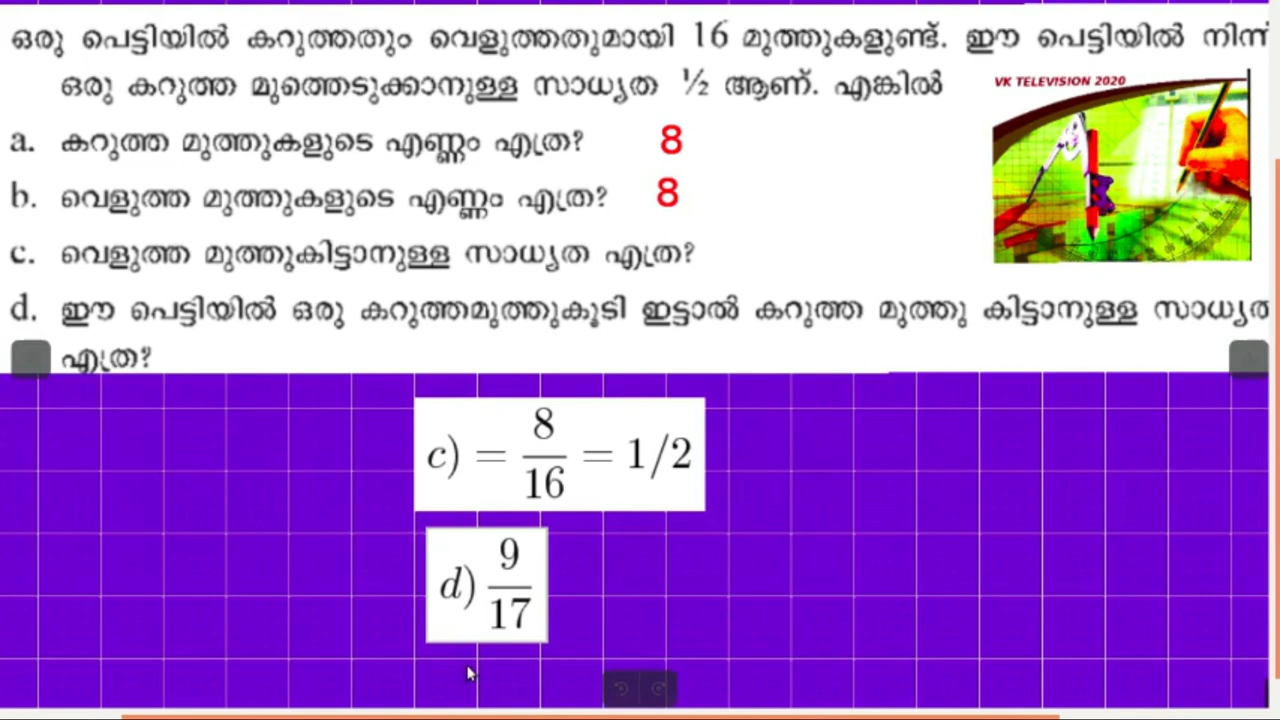 ഒരു പെട്ടിയിൽ കറുത്തതും വെളുത്തതുമായി 16 മുത്തുകളുണ്ട്. ഈ പെട്ടിയിൽ നിന്ന്
ഒരു കറുത്ത മുത്തെടുക്കാനുള്ള സാധ്യത ½ ആണ്. എങ്കിൽ
VK TELEVISION 2020
a. കറുത്ത മുത്തുകളുടെ എണ്ണം എത്ര? 8
b. വെളുത്ത മുത്തുകളുടെ എണ്ണം എത്ര? 8
c. വെളുത്ത മുത്തുകിട്ടാനുള്ള സാധ്യത എത്ര?
d. ഈ പെട്ടിയിൽ ഒരു കറുത്തമുത്തുകൂടി ഇട്ടാൽ കറുത്ത മുത്തു കിട്ടാനുള്ള സാധ്യത
എത്ര?
c) = 8/16 = 1/2
d) 9/17